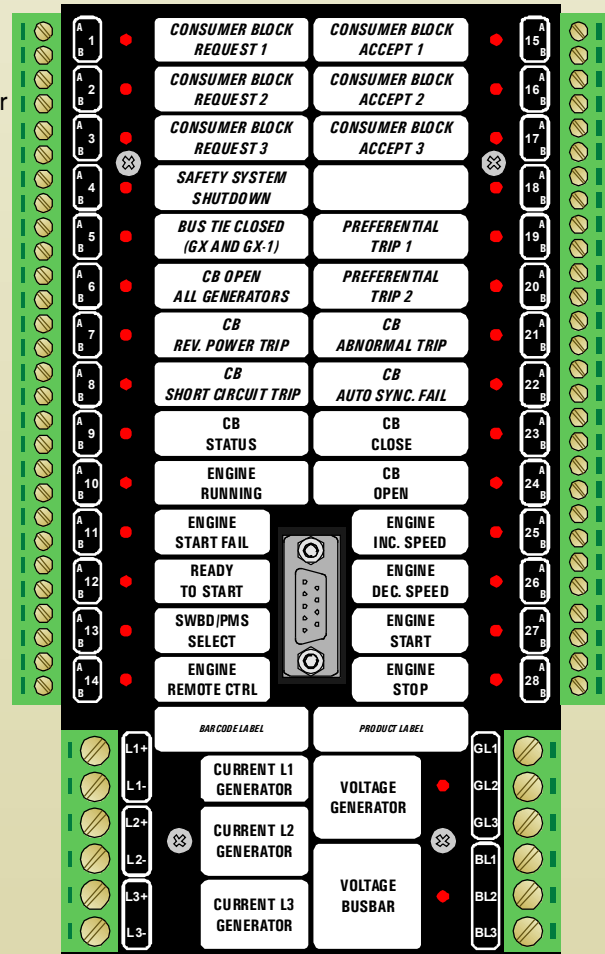 A 1 B CONSUMER BLOCK CONSUMER BLOCK 15 A B
REQUEST 1 ACCEPT 1
r
A 2 B CONSUMER BLOCK CONSUMER BLOCK 16 A B
REQUEST 2 ACCEPT 2
A 3 B CONSUMER BLOCK CONSUMER BLOCK 17 A B
REQUEST 3 ACCEPT 3
A 4 B SAFETY SYSTEM 18 A B
SHUTDOWN
A 5 B BUS TIE CLOSED PREFERENTIAL 19 A B
(GX AND GX-1) TRIP 1
A 6 B CB OPEN PREFERENTIAL 20 A B
ALL GENERATORS TRIP 2
A 7 B CB CB 21 A B
REV. POWER TRIP ABNORMAL TRIP
A 8 B CB CB 22 A B
SHORT CIRCUIT TRIP AUTO SYNC. FAIL
A 9 B CB CB 23 A B
STATUS CLOSE
A 10 B ENGINE CB 24 A B
RUNNING OPEN
A 11 B ENGINE ENGINE 25 A B
START FAIL INC. SPEED
A 12 B READY ENGINE 26 A B
TO START DEC. SPEED
A 13 B SWBD/PMS ENGINE 27 A B
SELECT START
A 14 B ENGINE ENGINE 28 A B
REMOTE CTRL STOP
BARCODE LABEL PRODUCT LABEL
L1+ GL1
CURRENT L1
GENERATOR
L1- VOLTAGE GL2
GENERATOR
L2+ GL3
CURRENT L2
GENERATOR
L2- BL1
L3+ VOLTAGE BL2
BUSBAR
CURRENT L3
GENERATOR
L3- BL3